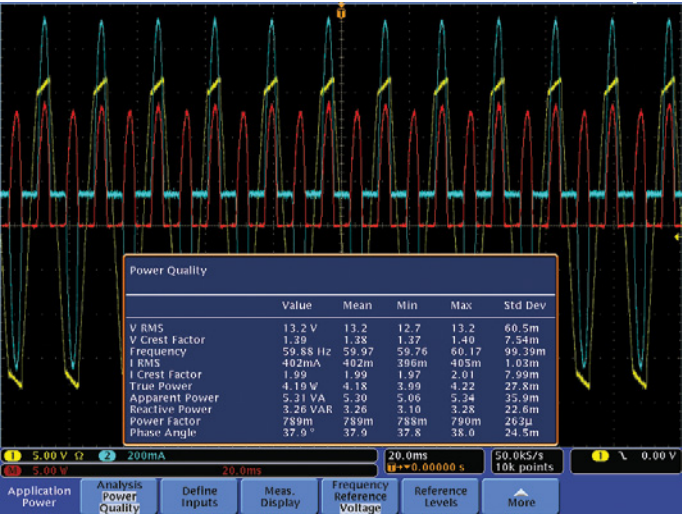 T
Power Quality
Value Mean Min Max Std Dev
V RMS 13.2 V 13.2 12.7 13.2 60.5m
V Crest Factor 1.39 1.38 1.37 1.40 7.54m
Frequency 59.88 Hz 59.97 59.76 60.17 99.39m
I RMS 402mA 402m 396m 405m 1.03m
I Crest Factor 1.99 1.99 1.97 2.01 7.99m
True Power 4.19 W 4.18 3.99 4.22 27.8m
Apparent Power 5.31 VA 5.30 5.06 5.34 35.9m
Reactive Power 3.26 VAR 3.26 3.10 3.28 22.6m
Power Factor 789m 789m 788m 790m 263µ
Phase Angle 37.9 ° 37.9 37.8 38.0 24.5m
1 5.00 V Ω 2 200mA 20.0ms 50.0kS/s 1 0.00 V
M 5.00 W 20.0ms T→▾0.00000 s 10k points
Application Power
Analysis Power Quality
Define Inputs
Meas. Display
Frequency Reference Voltage
Reference Levels
More